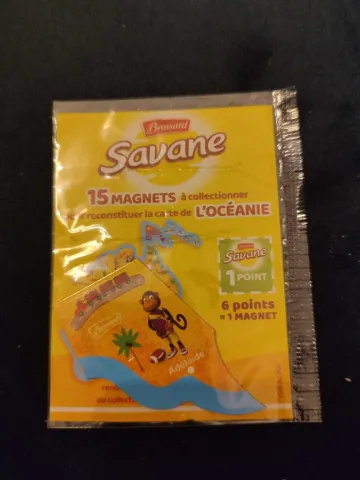 Brossard
Savane
15 MAGNETS à collectionner
reconstituer la carte de L'OCÉANIE
Savane
1 POINT
6 points
= 1 MAGNET
Adelaide